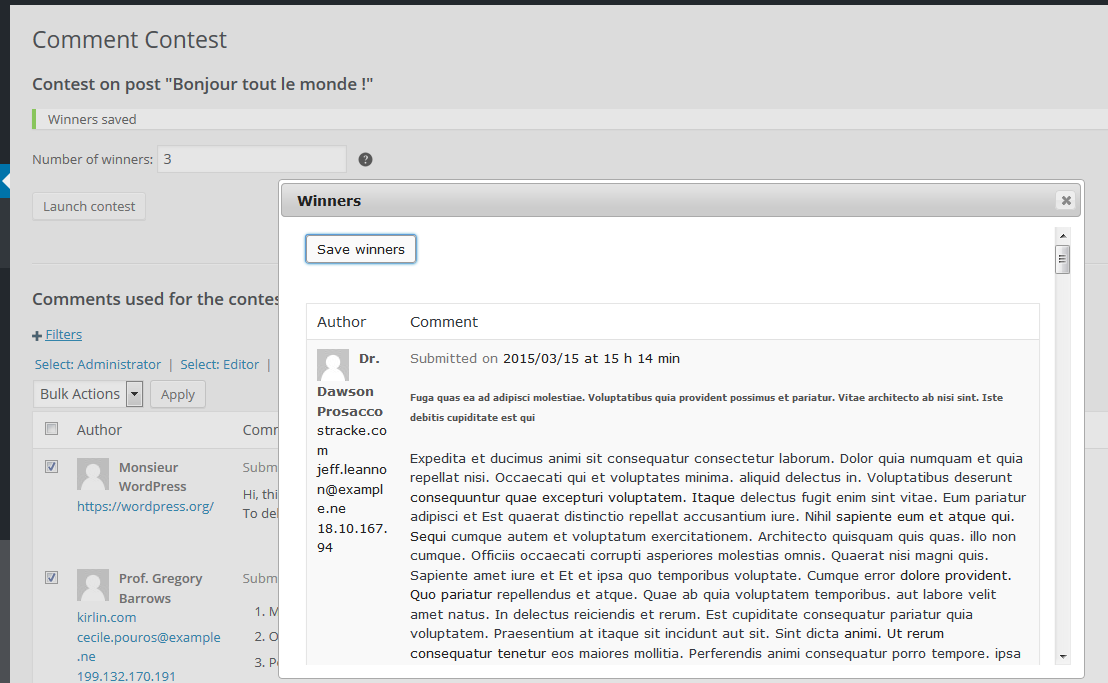 Comment Contest
Contest on post "Bonjour tout le monde !"
Winners saved
Number of winners: 3
Launch contest
Comments used for the
Filters
Select: Administrator | Select: Editor |
Bulk Actions Apply
Author
Monsieur
WordPress
https://wordpress.org/
Hi,
To
Prof. Gregory
Barrows
kirlin.com
cecile.pouros@example
.ne
199.132.170.191
1.
2.
3.
Winners
Save winners
Author Comment
Dr.
Dawson
Prosacco
stracke.co
m
jeff.leanno
n@exampl
e.ne
18.10.167.
94
Submitted on 2015/03/15 at 15 h 14 min
Fuga quas ea ad adipisci molestiae. Voluptatibus quia provident possimus et pariatur. Vitae architecto ab nisi sint. Iste
debitis cupiditate est qui
Expedita et ducimus animi sit consequatur consectetur laborum. Dolor quia numquam et quia
repellat nisi. Occaecati qui et voluptates minima. aliquid delectus in. Voluptatibus deserunt
consequuntur quae excepturi voluptatem. Itaque delectus fugit enim sint vitae. Eum pariatur
adipisci et Est quaerat distinctio repellat accusantium iure. Nihil sapiente eum et atque qui.
Sequi cumque autem et voluptatum exercitationem. Architecto quisquam quis quas. illo non
cumque. Officiis occaecati corrupti asperiores molestias omnis. Quaerat nisi magni quis.
Sapiente amet iure et Et et ipsa quo temporibus voluptate. Cumque error dolore provident.
Quo pariatur repellendus et atque. Quae ab quia voluptatem temporibus. aut labore velit
amet natus. In delectus reiciendis et rerum. Est cupiditate consequatur pariatur quia
voluptatem. Praesentium at itaque sit incidunt aut sit. Sint dicta animi. Ut rerum
consequatur tenetur eos maiores mollitia. Perferendis animi consequatur porro tempore. ipsa